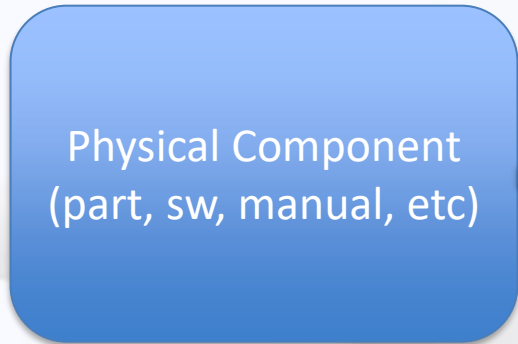 Physical Component
(part, sw, manual, etc)